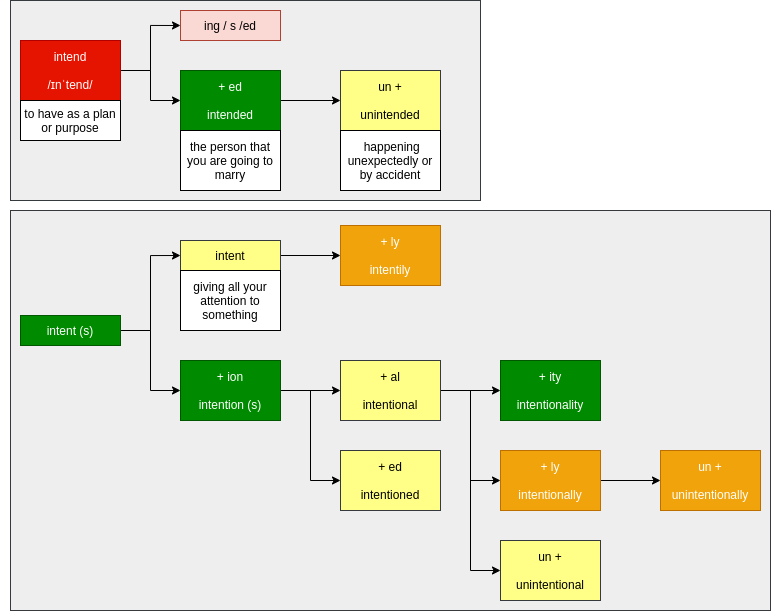 intend
/ɪnˈtend/
to have as a plan
or purpose
ing / s /ed
+ ed
intended
the person that
you are going to
marry
un +
unintended
happening
unexpectedly or
by accident
intent (s)
intent
giving all your
attention to
something
+ ly
intentily
+ ion
intention (s)
+ al
intentional
+ ed
intentioned
+ ity
intentionality
+ ly
intentionally
un +
unintentionally
un +
unintentional